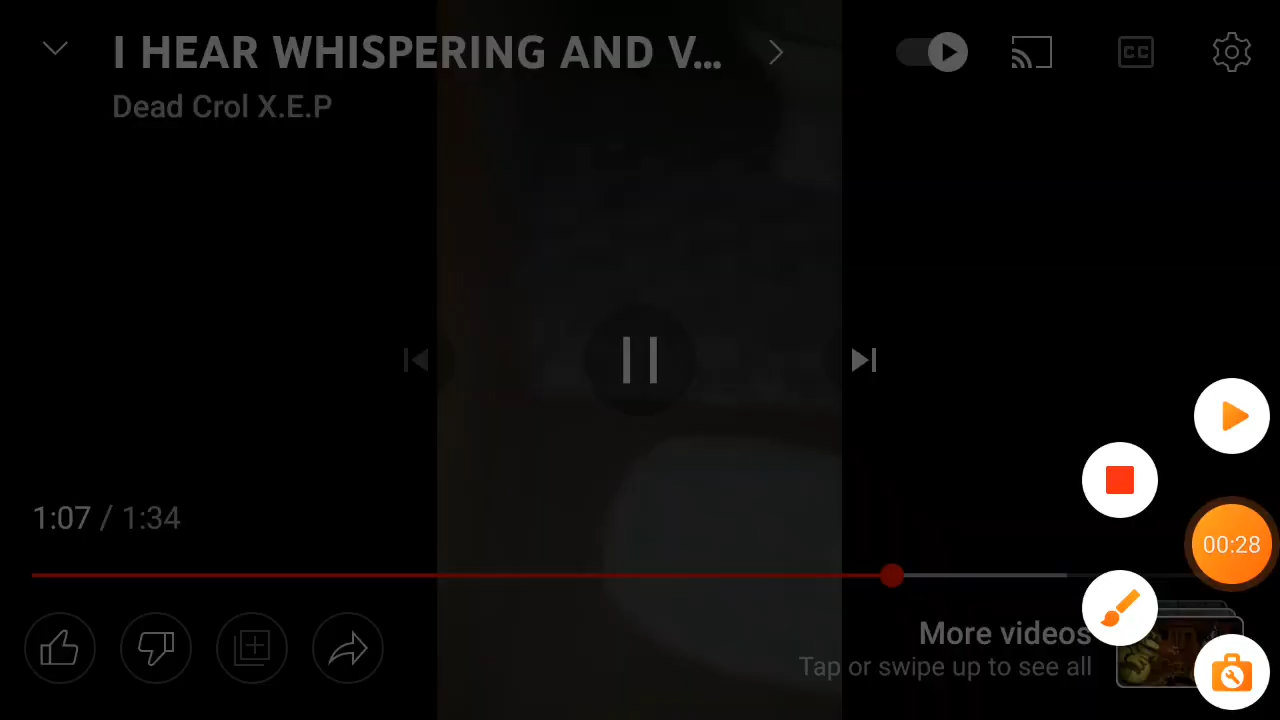 I HEAR WHISPERING AND V...
Dead Crol X.E.P
CC
1:07 / 1:34
00:28
More videos
Tap or swipe up to see all